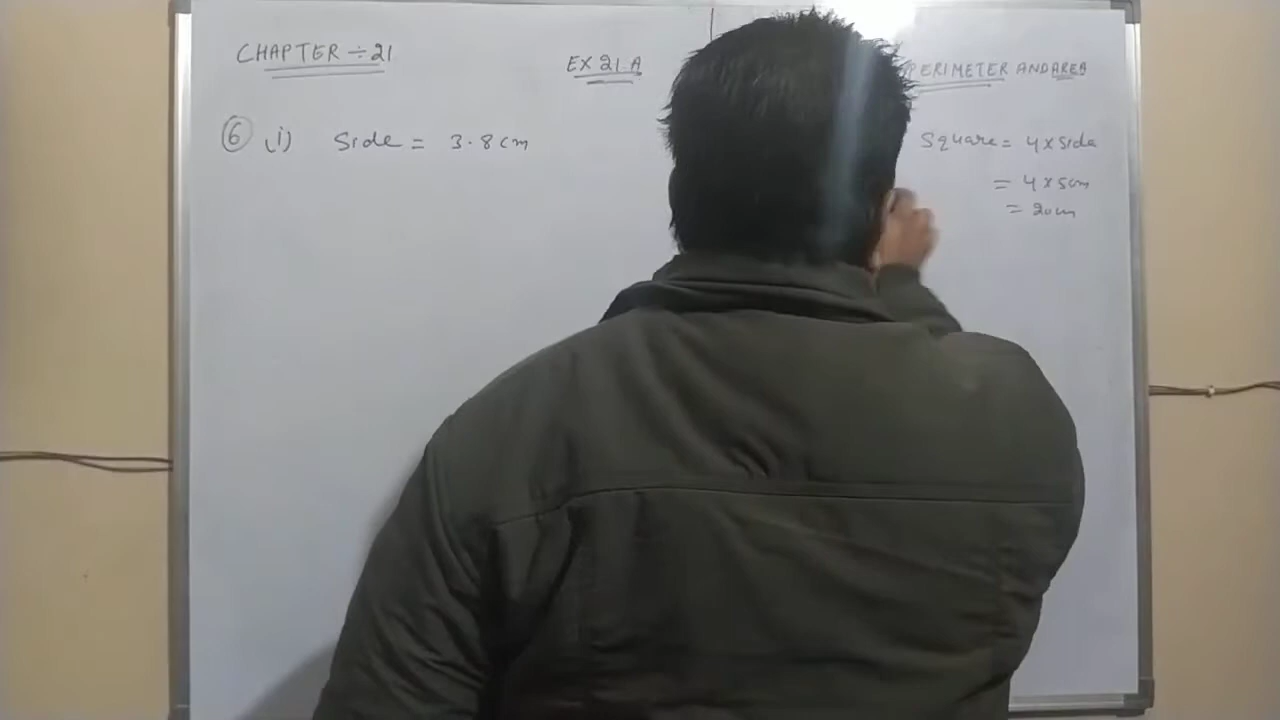 CHAPTER ÷ 21
EX 21.A
PERIMETER AND AREA
6 (i) Side = 3.8 cm
Square = 4 x side
= 4 x 5cm
= 20cm